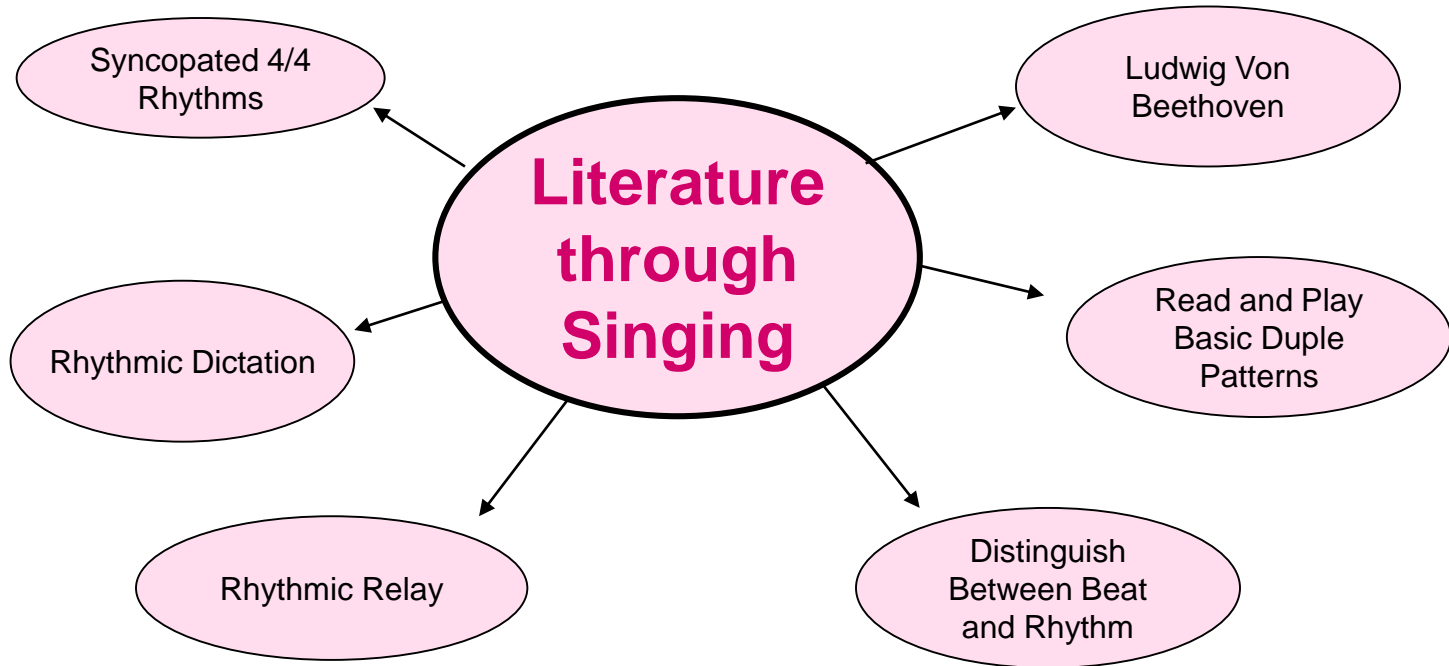 Syncopated 4/4
Rhythms
Ludwig Von
Beethoven
Literature
through
Singing
Rhythmic Dictation
Read and Play
Basic Duple
Patterns
Rhythmic Relay
Distinguish
Between Beat
and Rhythm